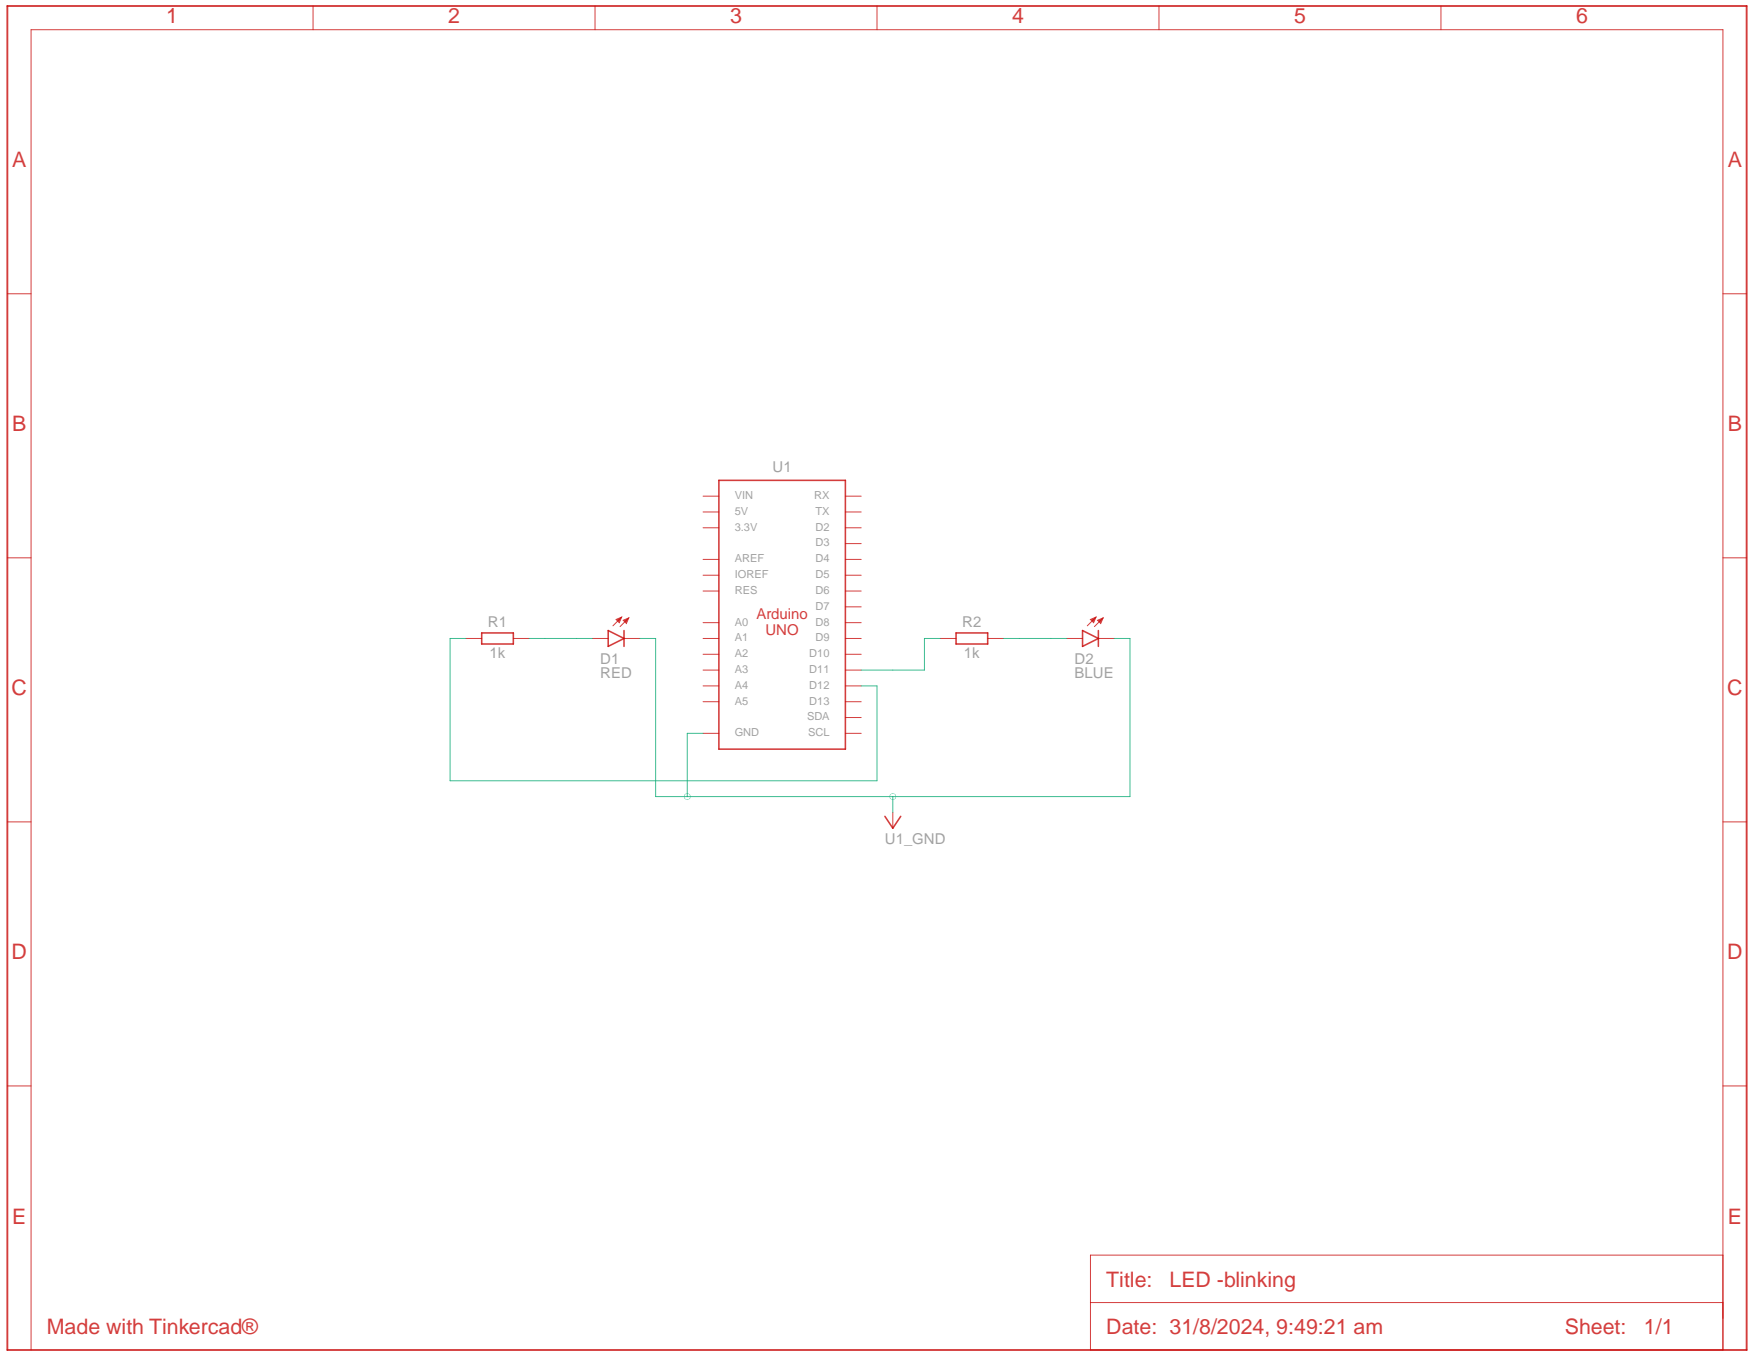 1 2 3 4 5 6
A A
B B
U1
VIN RX
5V TX
3.3V D2
D3
AREF D4
IOREF D5
RES D6
D7
Arduino
UNO
A0 D8
A1 D9
A2 D10
A3 D11
A4 D12
A5 D13
SDA
GND SCL
R1
1k
D1
RED
R2
1k
D2
BLUE
C C
U1_GND
D D
E E
Title: LED -blinking
Date: 31/8/2024, 9:49:21 am Sheet: 1/1
Made with Tinkercad®